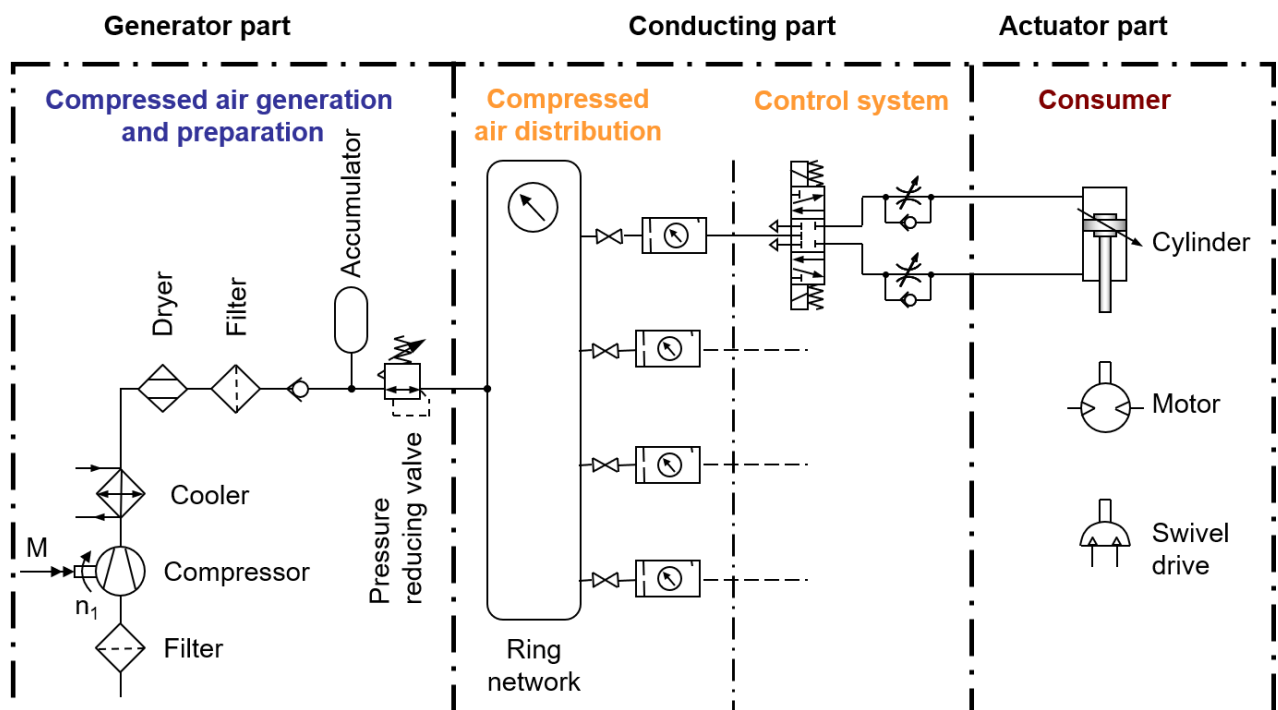 Generator part
Conducting part
Actuator part
Compressed air generation
and preparation
Compressed
air distribution
Control system
Consumer
Accumulator
Dryer
Filter
Cylinder
Motor
Cooler
Pressure
reducing valve
M
Compressor
n1
Swivel
drive
Filter
Ring
network